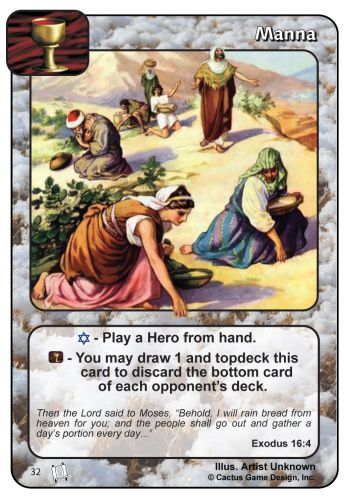 Manna
- Play a Hero from hand.
- You may draw 1 and topdeck this
card to discard the bottom card
of each opponent's deck.
Then the Lord said to Moses, "Behold, I will rain bread from
heaven for you; and the people shall go out and gather a
day's portion every day..."
Exodus 16:4
32
Illus. Artist Unknown
© Cactus Game Design, Inc.